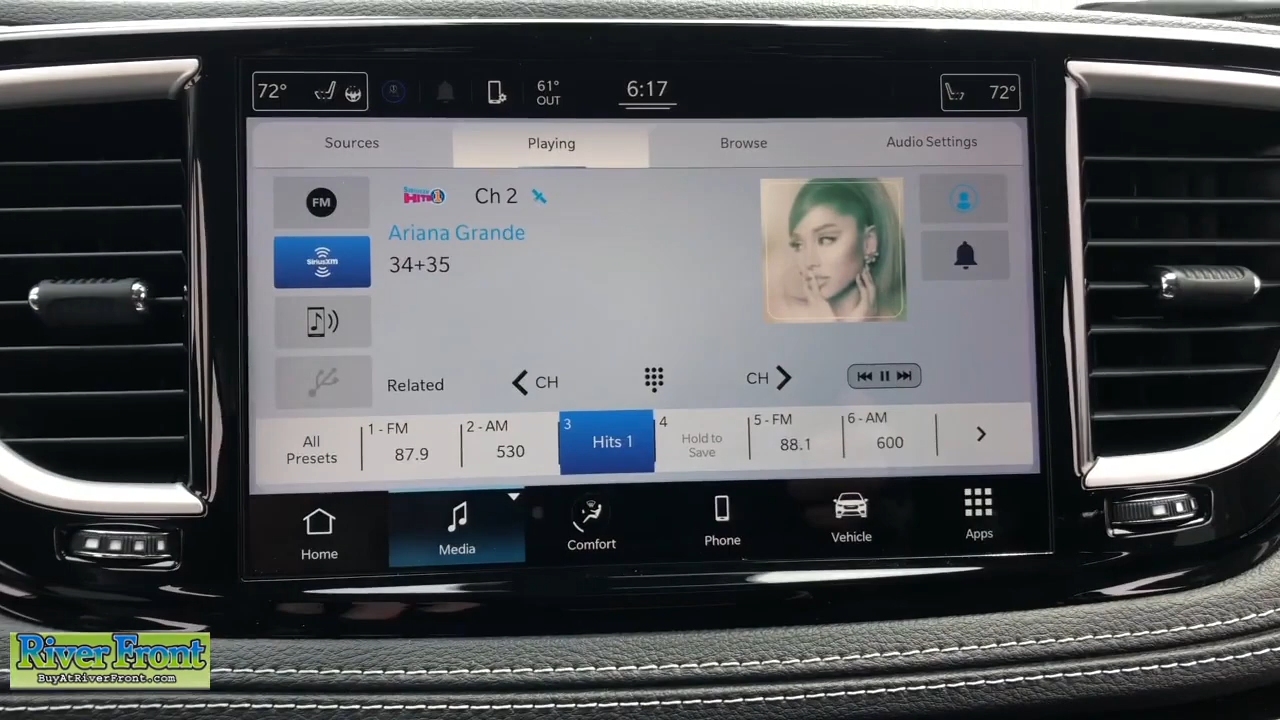 72°
61°
OUT
6:17
72°
Sources
Playing
Browse
Audio Settings
FM
SiriusXM
HITS 1
Ch 2
Ariana Grande
34+35
Related
CH
CH
All
Presets
1 - FM
87.9
2 - AM
530
3
Hits 1
4
Hold to
Save
5 - FM
88.1
6 - AM
600
Home
Media
Comfort
Phone
Vehicle
Apps
River Front
BuyAtRiverFront.com